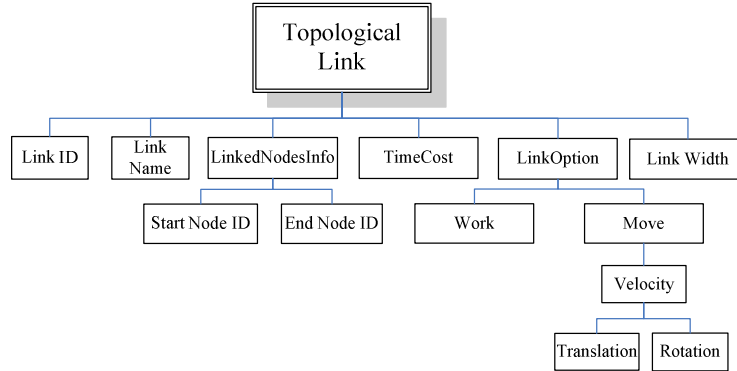 Topological
Link
Link ID
Link
Name
LinkedNodesInfo
TimeCost
LinkOption
Link Width
Start Node ID
End Node ID
Work
Move
Velocity
Translation
Rotation